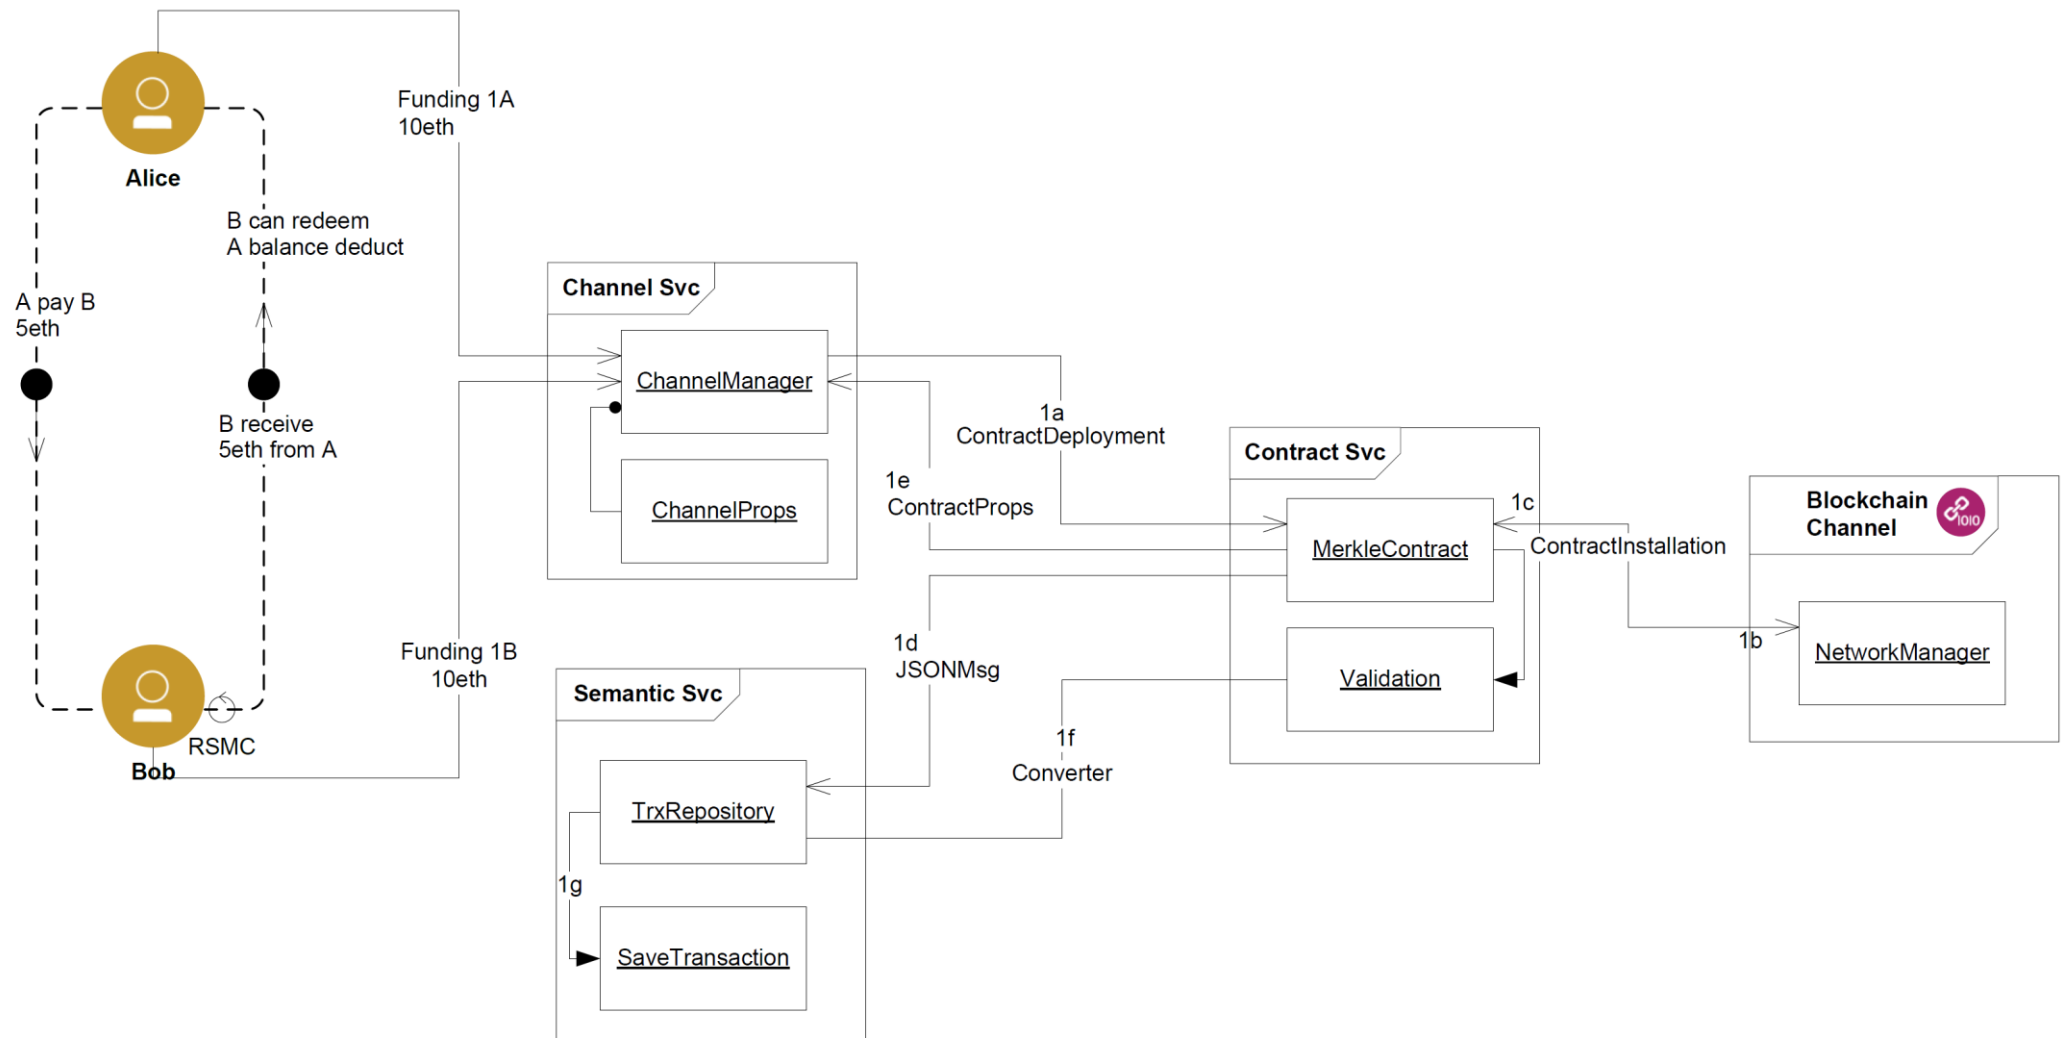 Funding 1A
10eth
Alice
B can redeem
A balance deduct
A pay B
5eth
B receive
5eth from A
Channel Svc
ChannelManager
ChannelProps
1a
ContractDeployment
1e
ContractProps
Contract Svc
MerkleContract
Validation
1c
ContractInstallation
Blockchain
Channel
1010
1b
NetworkManager
Funding 1B
10eth
RSMC
Bob
1d
JSONMsg
Semantic Svc
TrxRepository
1f
Converter
1g
SaveTransaction